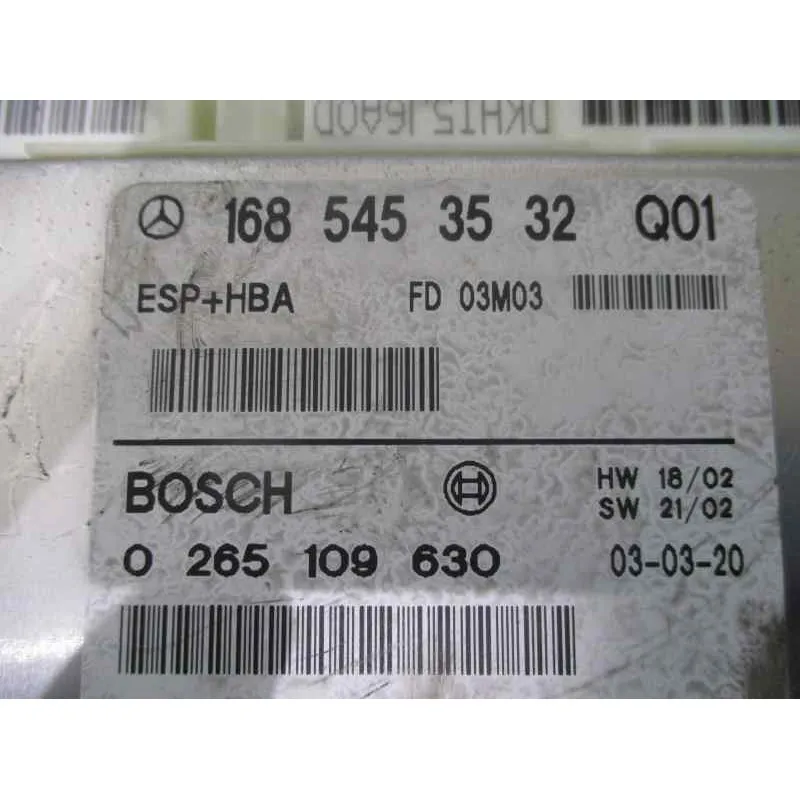 168 545 35 32 Q01
ESP+HBA FD 03M03
BOSCH HW 18/02
SW 21/02
0 265 109 630 03-03-20